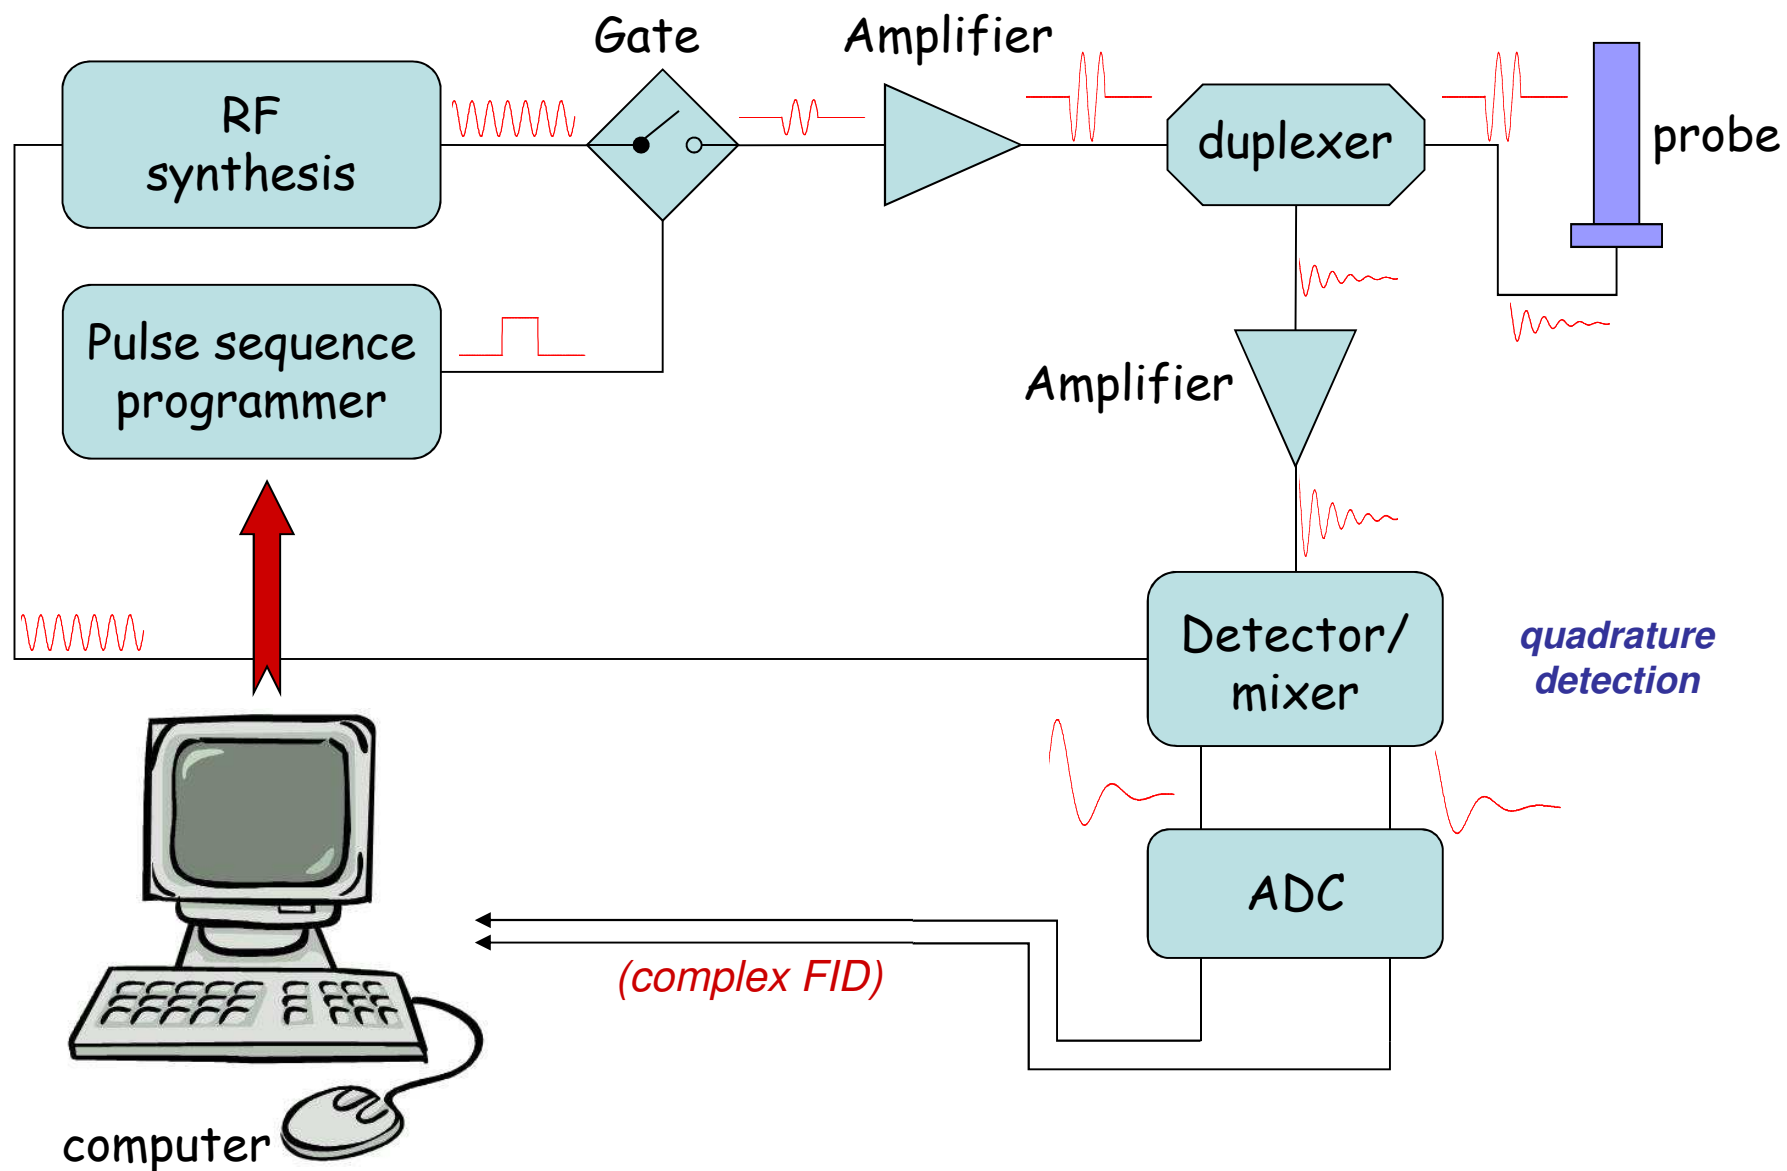 Gate
Amplifier
RF
synthesis
duplexer
probe
Pulse sequence
programmer
Amplifier
Detector/
mixer
quadrature
detection
ADC
(complex FID)
computer